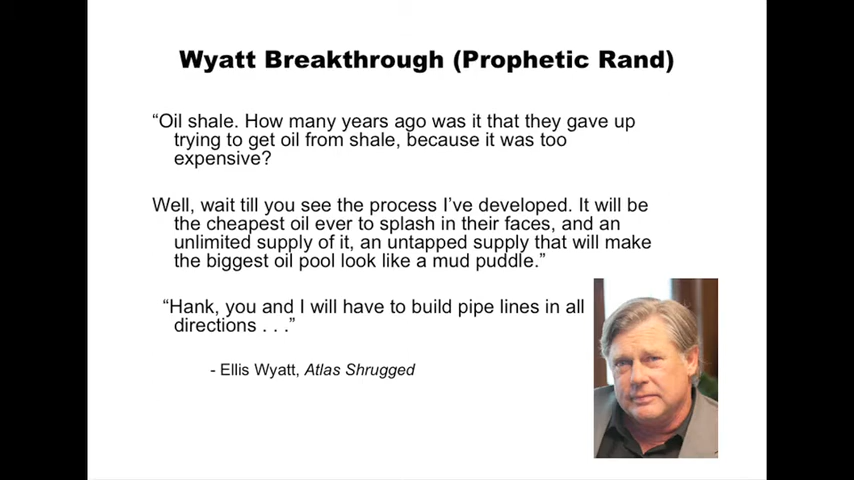 Wyatt Breakthrough (Prophetic Rand)
“Oil shale. How many years ago was it that they gave up
trying to get oil from shale, because it was too
expensive?
Well, wait till you see the process I’ve developed. It will be
the cheapest oil ever to splash in their faces, and an
unlimited supply of it, an untapped supply that will make
the biggest oil pool look like a mud puddle.”
“Hank, you and I will have to build pipe lines in all
directions . . .”
- Ellis Wyatt, Atlas Shrugged